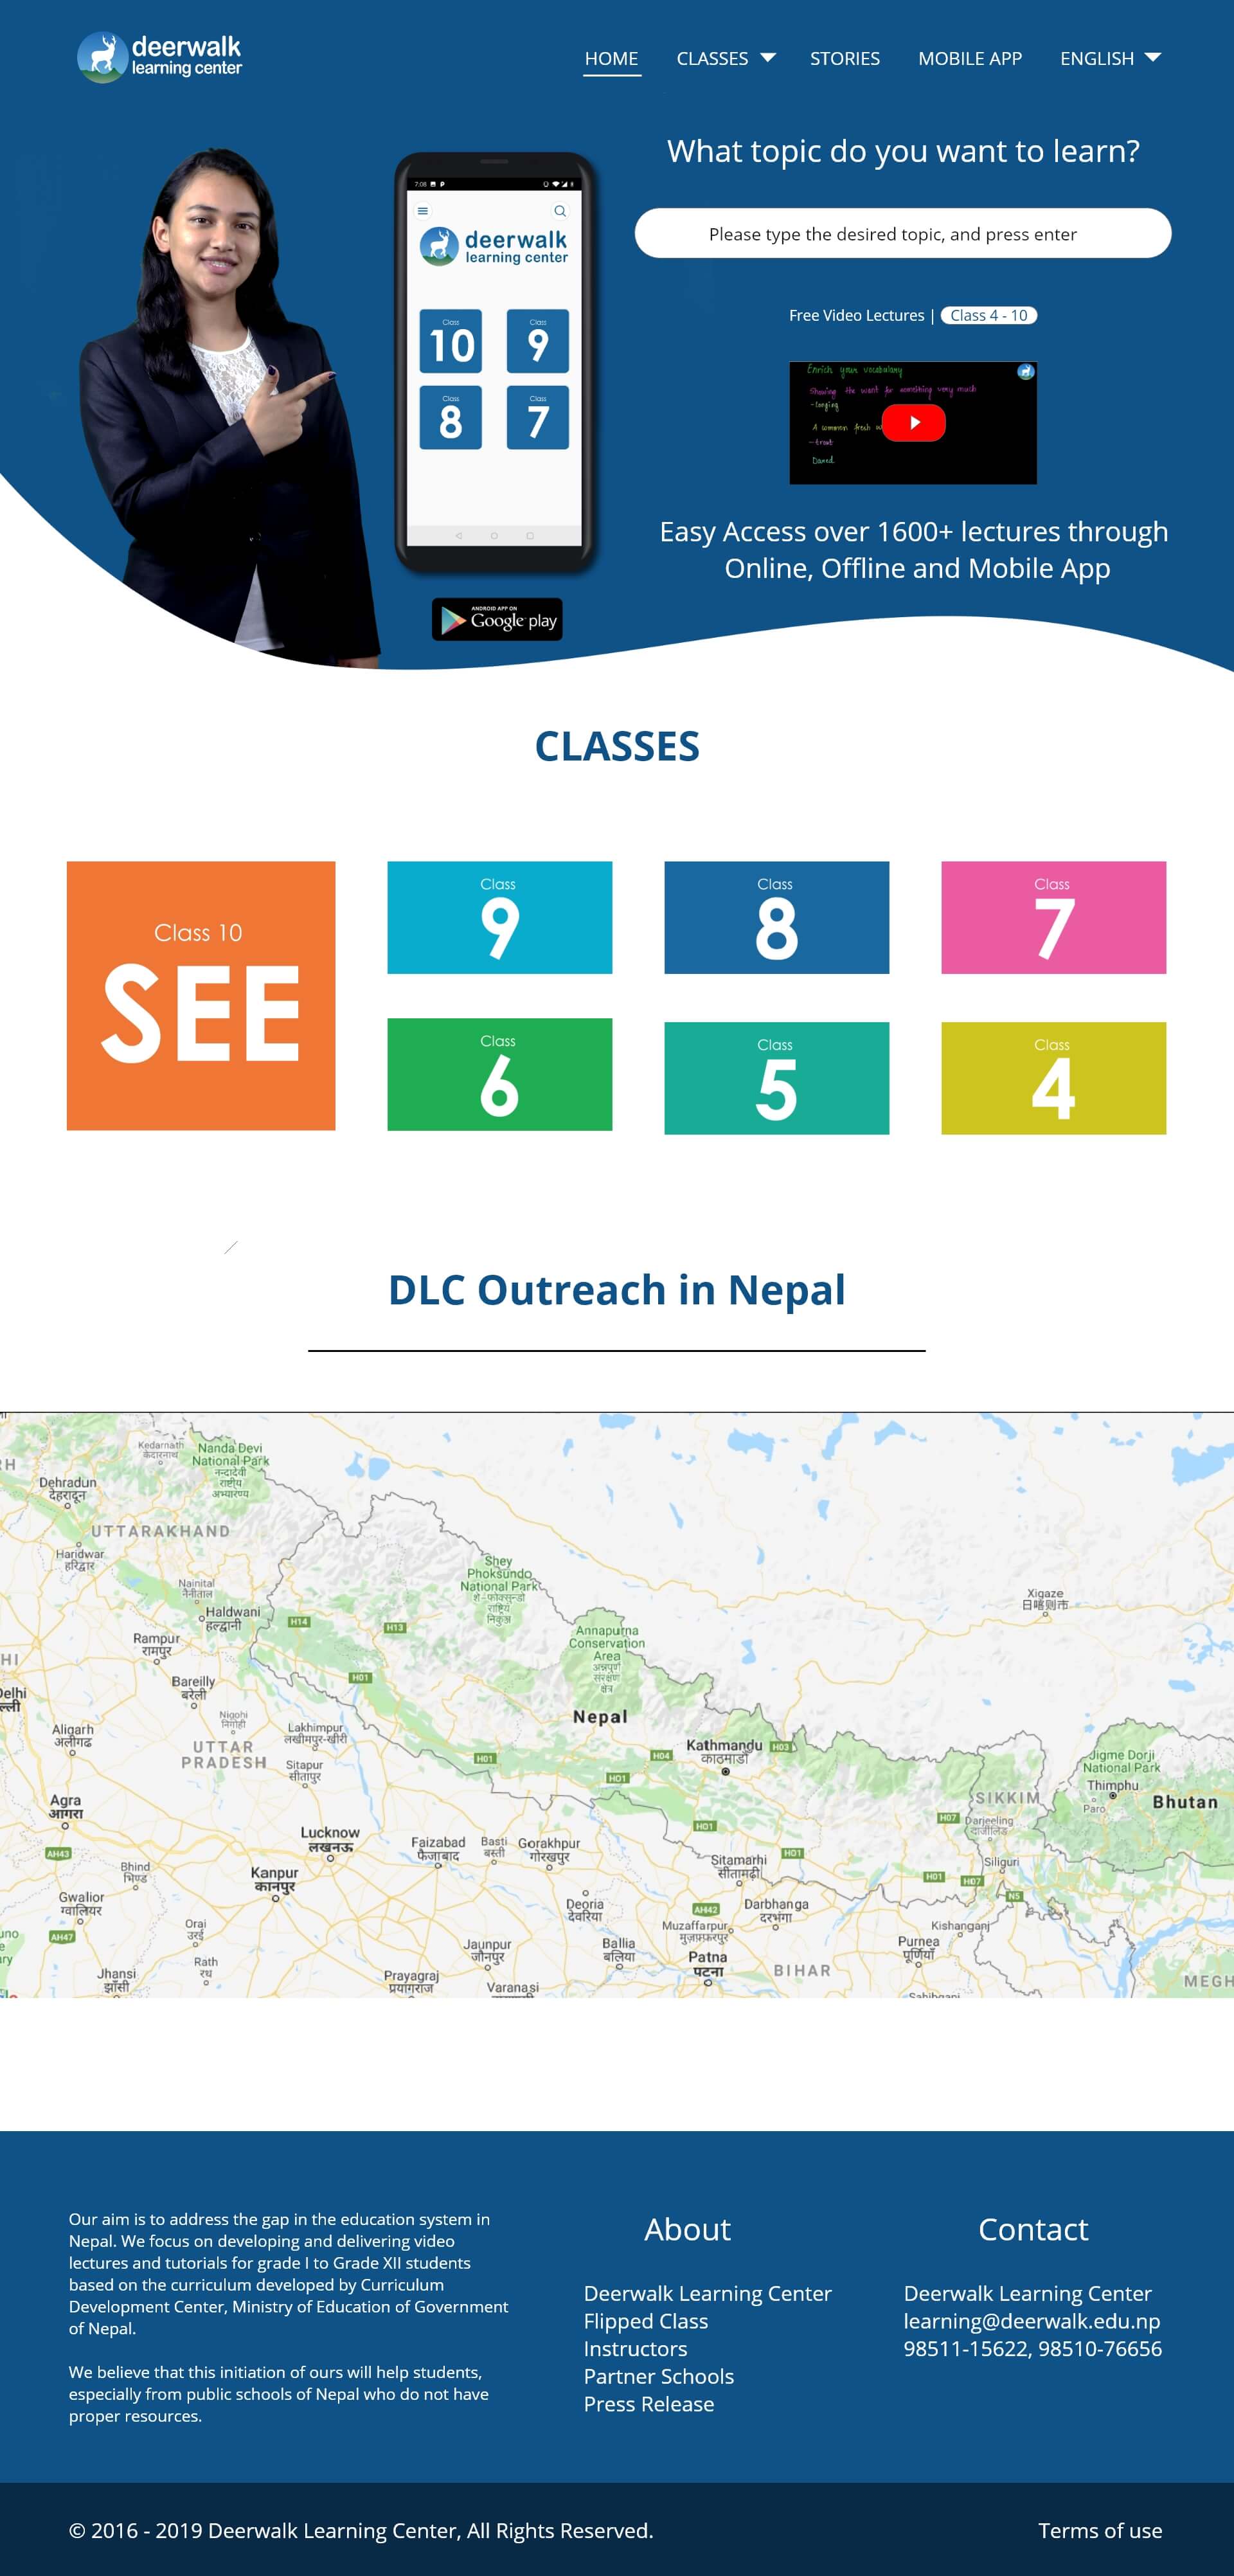 deerwalk
learning center
HOME
CLASSES
STORIES
MOBILE APP
ENGLISH
What topic do you want to learn?
Please type the desired topic, and press enter
Free Video Lectures | Class 4 - 10
7:08
deerwalk
learning center
Class
10
Class
9
Class
8
Class
7
Enrich your vocabulary
Showing the want for something very much
- longing
A common fresh w
Easy Access over 1600+ lectures through
Online, Offline and Mobile App
ANDROID APP ON
Google play
CLASSES
Class 10
SEE
Class
9
Class
8
Class
7
Class
6
Class
5
Class
4
DLC Outreach in Nepal
Kedarnath
केदारनाथ
Nanda Devi
National Park
नन्दादेवी
राष्ट्रीय
अभ्यारण्य
Dehradun
देहरादून
UTTARAKHAND
Haridwar
हरिद्वार
Nainital
नैनीताल
Haldwani
हल्द्वानी
Rampur
रामपुर
Bareilly
बरेली
Shey
Phoksundo
National Park
शे-फोक्सुन्डो
राष्ट्रिय
निकुञ्ज
Xigaze
日喀则市
H14
H13
H01
Annapurna
Conservation
Area
अन्नपूर्ण
संरक्षण
क्षेत्र
Nepal
Aligarh
अलीगढ
Nigohi
निगोही
Lakhimpur
लखीमपुर-खीरी
UTTAR
PRADESH
Sitapur
सीतापुर
H01
H04
H01
Kathmandu
काठमाडौं
H03
Jigme Dorji
National Park
Thimphu
Paro
Bhutan
SIKKIM
H07
Darjeeling
दार्जीलिङ
Agra
आगरा
AH43
Lucknow
लखनऊ
Faizabad
फैजाबाद
Basti
बस्ती
Gorakhpur
गोरखपुर
H01
H01
Sitamarhi
सीतामढ़ी
Siliguri
H01
H07
N5
Bhind
भिण्ड
Kanpur
कानपुर
Gwalior
ग्वालियर
AH47
Orai
उरई
Deoria
देवरिया
AH42
Darbhanga
दरभंगा
Muzaffarpur
मुज़फ़्फ़रपुर
Kishanganj
Purnea
पूर्णियाँ
Rath
रथ
Jaunpur
जौनपुर
Ballia
बलिया
Patna
पटना
BIHAR
Jhansi
झाँसी
Prayagraj
प्रयागराज
Varanasi
Sahibganj
MEGH
Our aim is to address the gap in the education system in
Nepal. We focus on developing and delivering video
lectures and tutorials for grade I to Grade XII students
based on the curriculum developed by Curriculum
Development Center, Ministry of Education of Government
of Nepal.
We believe that this initiation of ours will help students,
especially from public schools of Nepal who do not have
proper resources.
About
Deerwalk Learning Center
Flipped Class
Instructors
Partner Schools
Press Release
Contact
Deerwalk Learning Center
learning@deerwalk.edu.np
98511-15622, 98510-76656
© 2016 - 2019 Deerwalk Learning Center, All Rights Reserved.
Terms of use